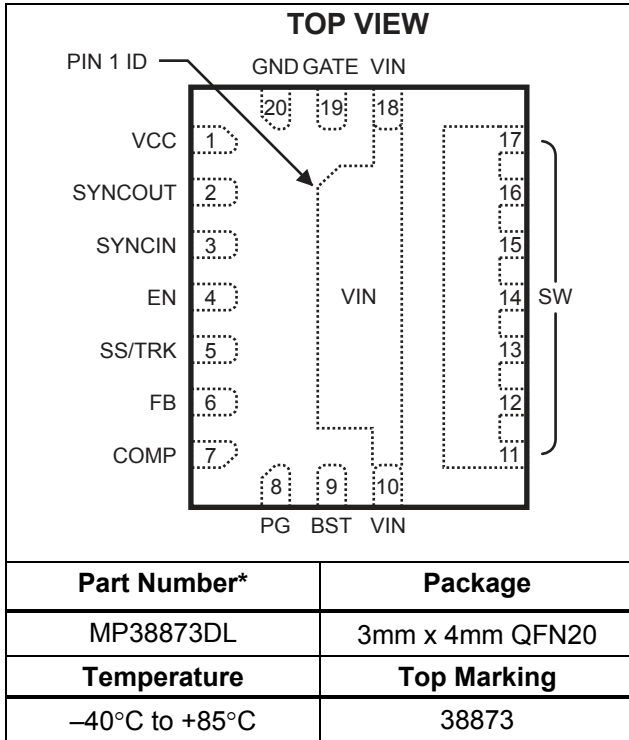 TOP VIEW
PIN 1 ID
GND GATE VIN
20 19 18
VCC 1 17
SYNCOUT 2 16
SYNCIN 3 15
EN 4 VIN 14 SW
SS/TRK 5 13
FB 6 12
COMP 7 11
8 9 10
PG BST VIN
Part Number* Package
MP38873DL 3mm x 4mm QFN20
Temperature Top Marking
–40°C to +85°C 38873